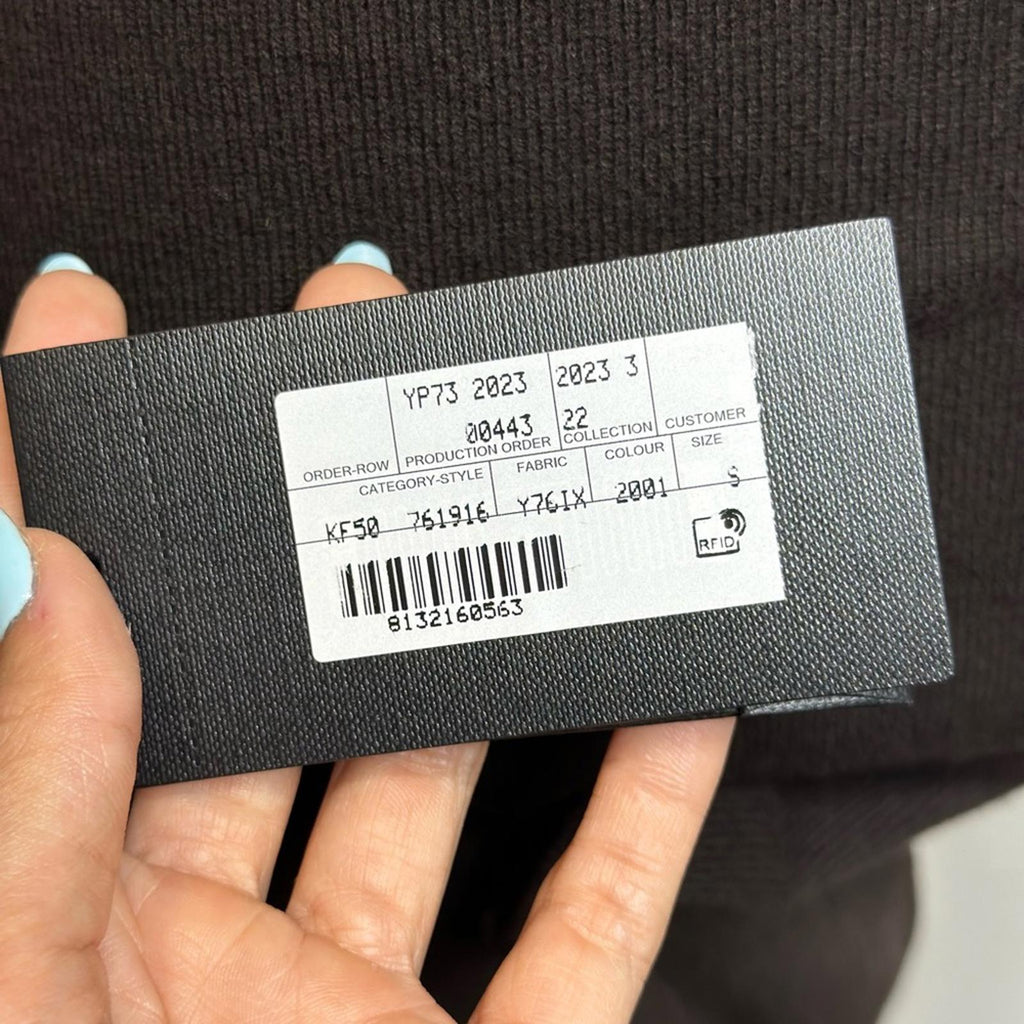 YP73 2023
2023 3
00443
22
ORDER-ROW PRODUCTION ORDER COLLECTION CUSTOMER
CATEGORY-STYLE FABRIC COLOUR SIZE
KF50 761916 Y76IX 2001 S
RFID
8132160563